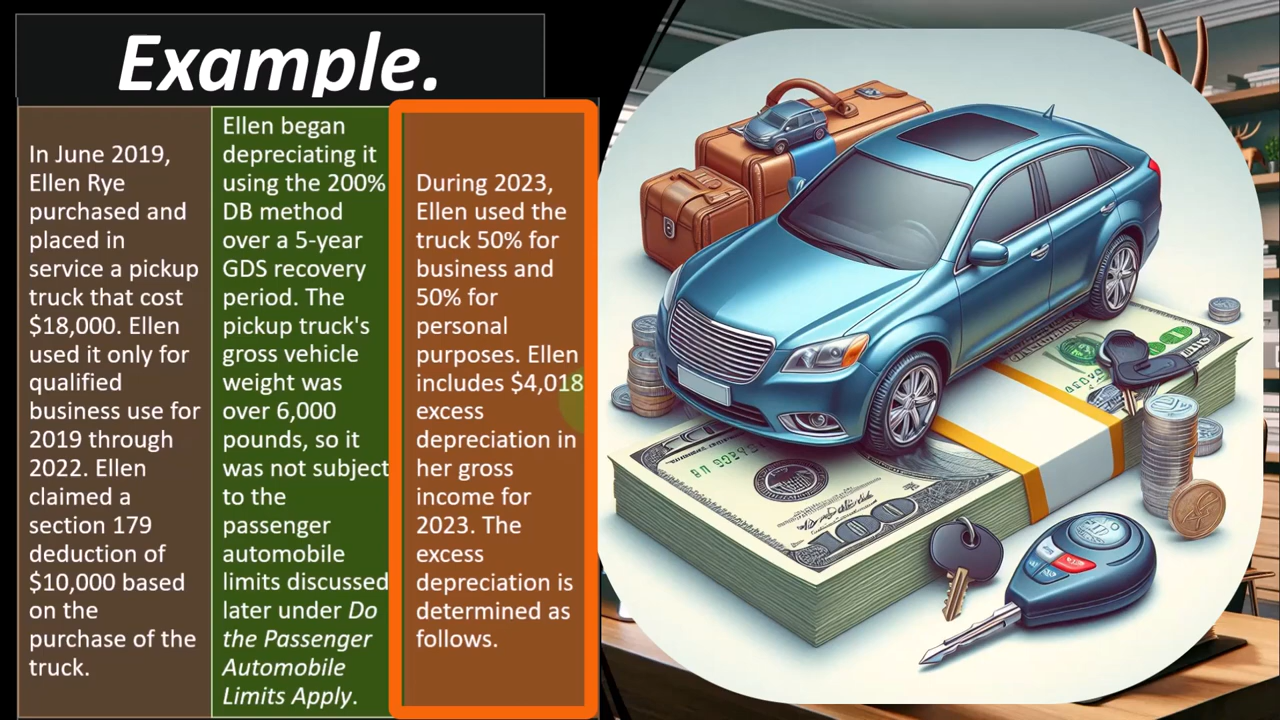 Example.
In June 2019,
Ellen Rye
purchased and
placed in
service a pickup
truck that cost
$18,000. Ellen
used it only for
qualified
business use for
2019 through
2022. Ellen
claimed a
section 179
deduction of
$10,000 based
on the
purchase of the
truck.
Ellen began
depreciating it
using the 200%
DB method
over a 5-year
GDS recovery
period. The
pickup truck's
gross vehicle
weight was
over 6,000
pounds, so it
was not subject
to the
passenger
automobile
limits discussed
later under Do
the Passenger
Automobile
Limits Apply.
During 2023,
Ellen used the
truck 50% for
business and
50% for
personal
purposes. Ellen
includes $4,018
excess
depreciation in
her gross
income for
2023. The
excess
depreciation is
determined as
follows.
100